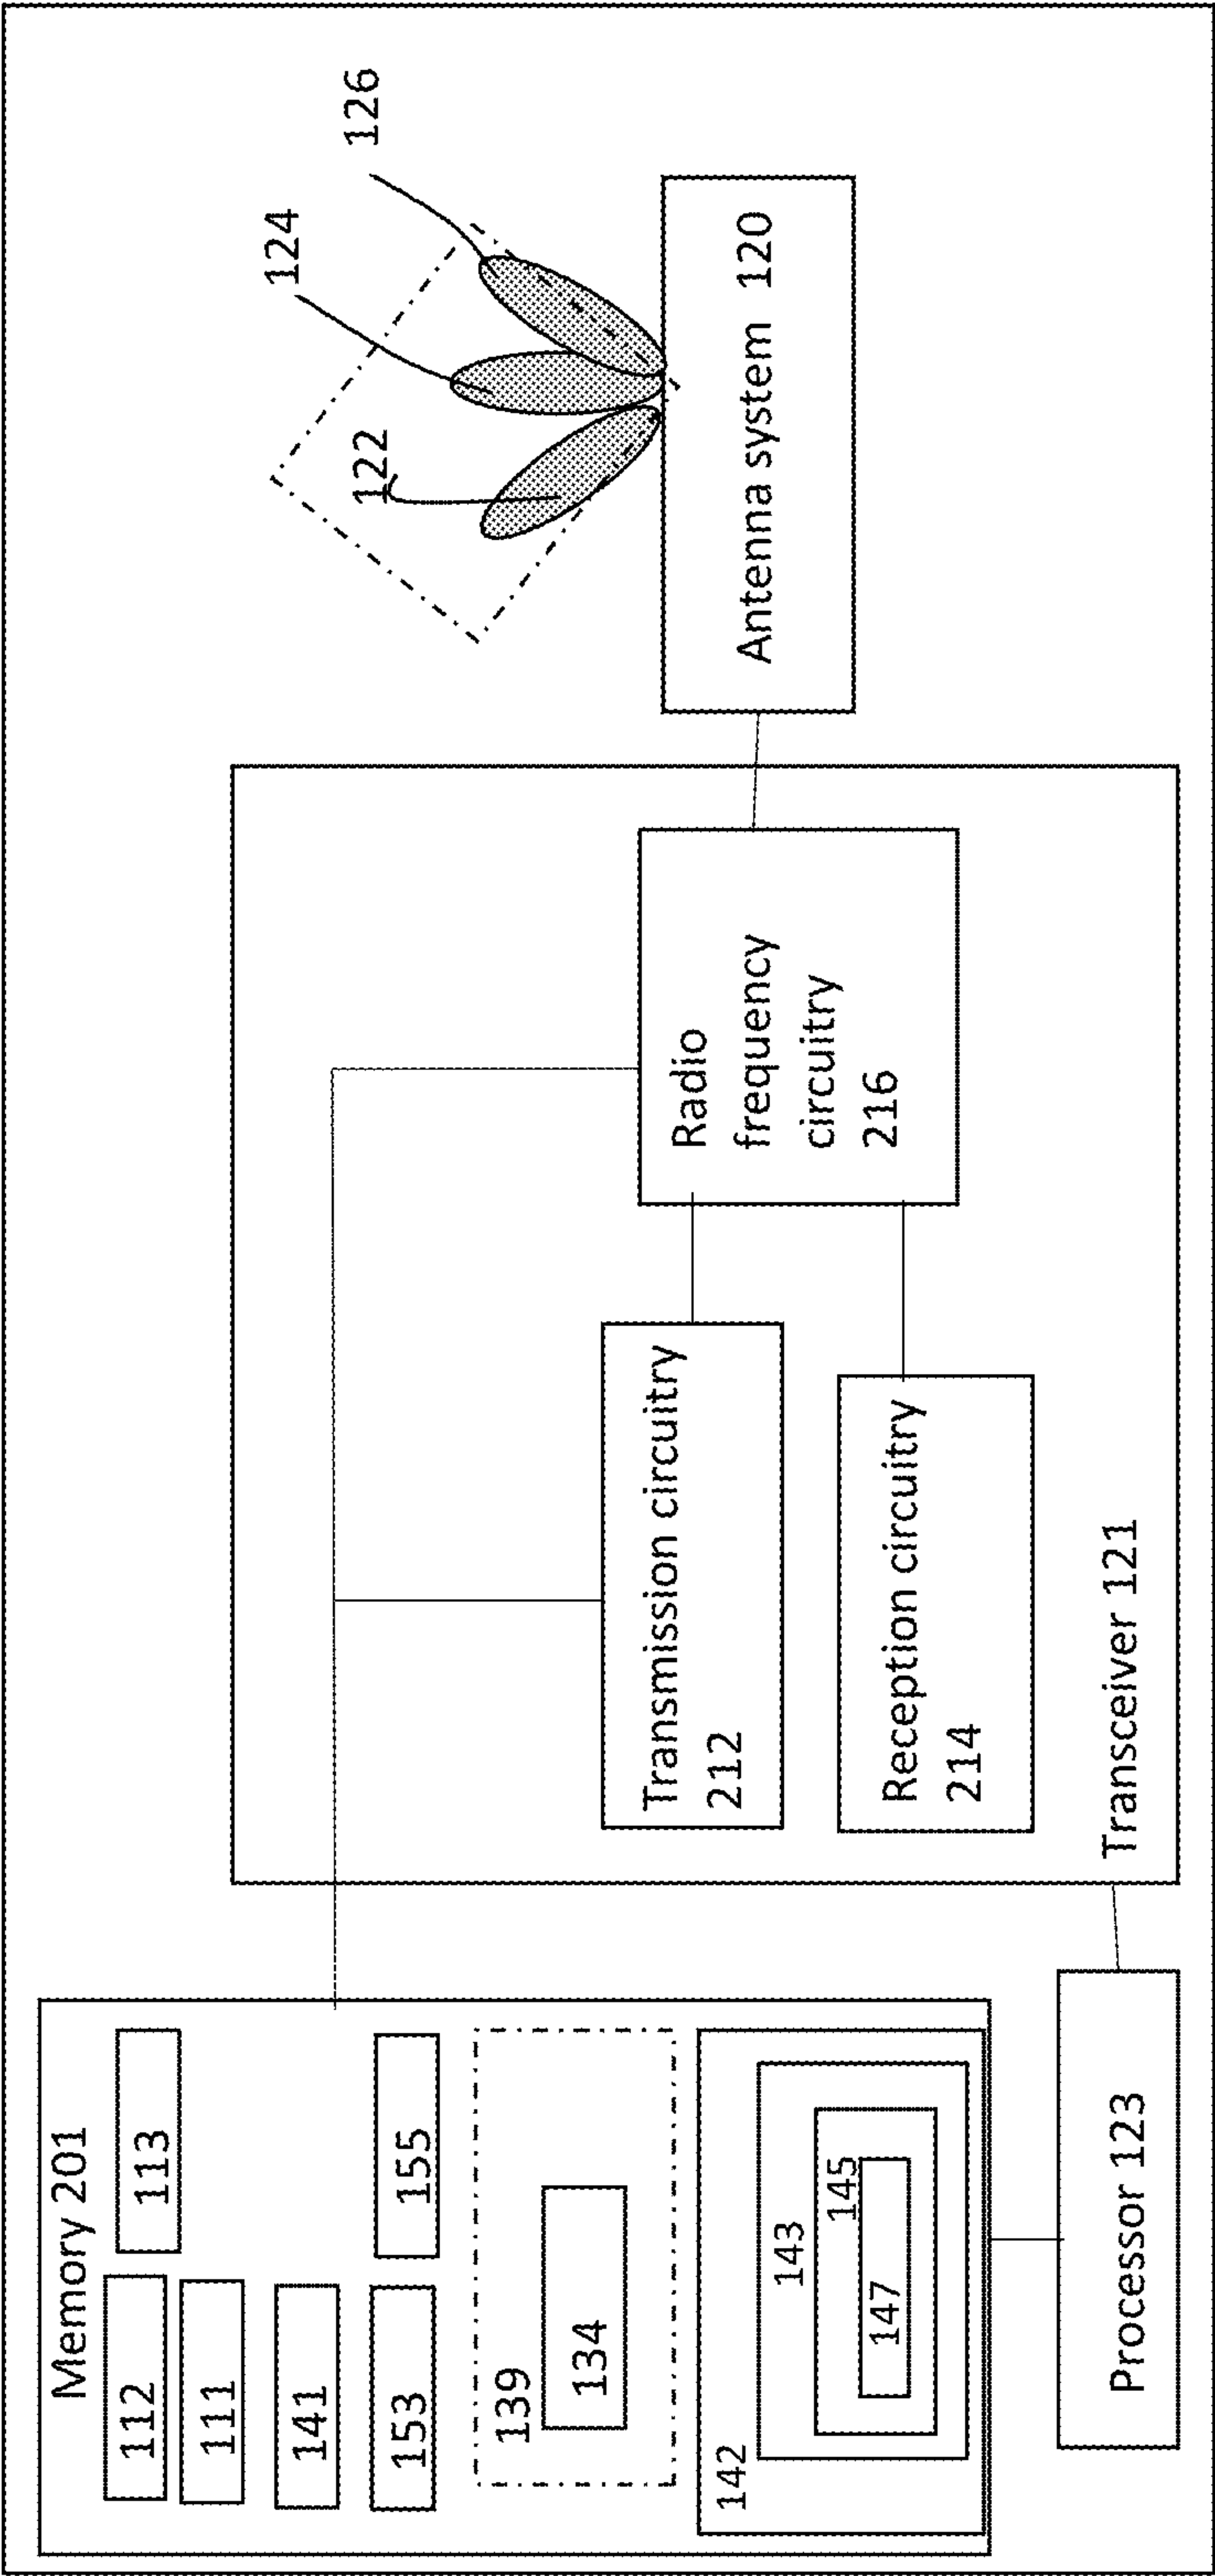 Memory 201
112
113
111
141
153
155
139
134
142
143
145
147
Processor 123
Transmission circuitry
212
Reception circuitry
214
Radio
frequency
circuitry
216
Transceiver 121
Antenna system 120
122
124
126